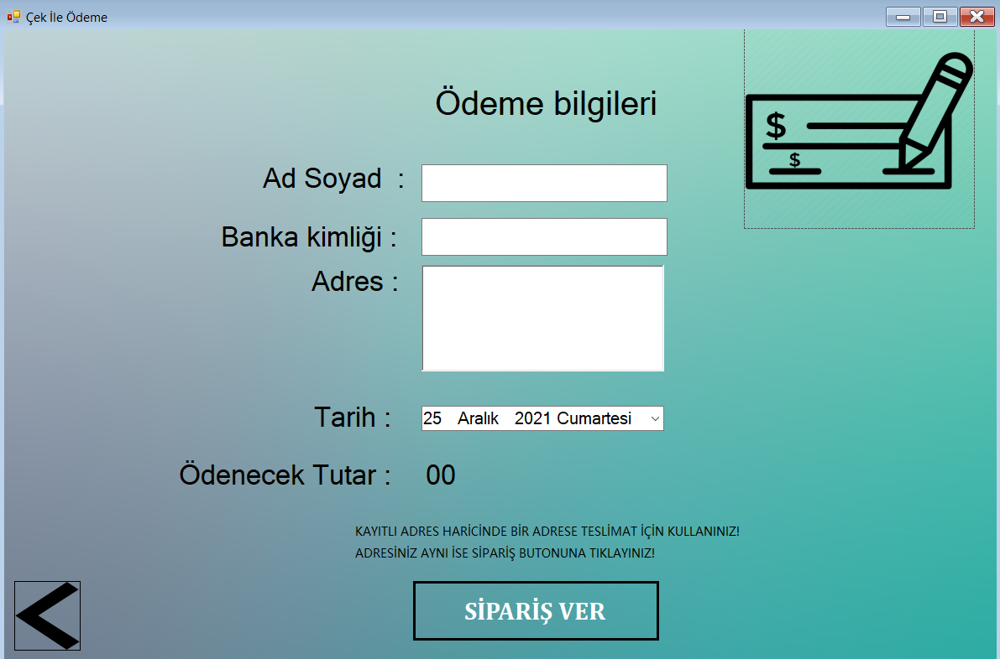 Çek İle Ödeme
Ödeme bilgileri
$
$
Ad Soyad :
Banka kimliği :
Adres :
Tarih : 25 Aralık 2021 Cumartesi
Ödenecek Tutar : 00
KAYITLI ADRES HARİCİNDE BİR ADRESE TESLİMAT İÇİN KULLANINIZ!
ADRESİNİZ AYNI İSE SİPARİŞ BUTONUNA TIKLAYINIZ!
SİPARİŞ VER